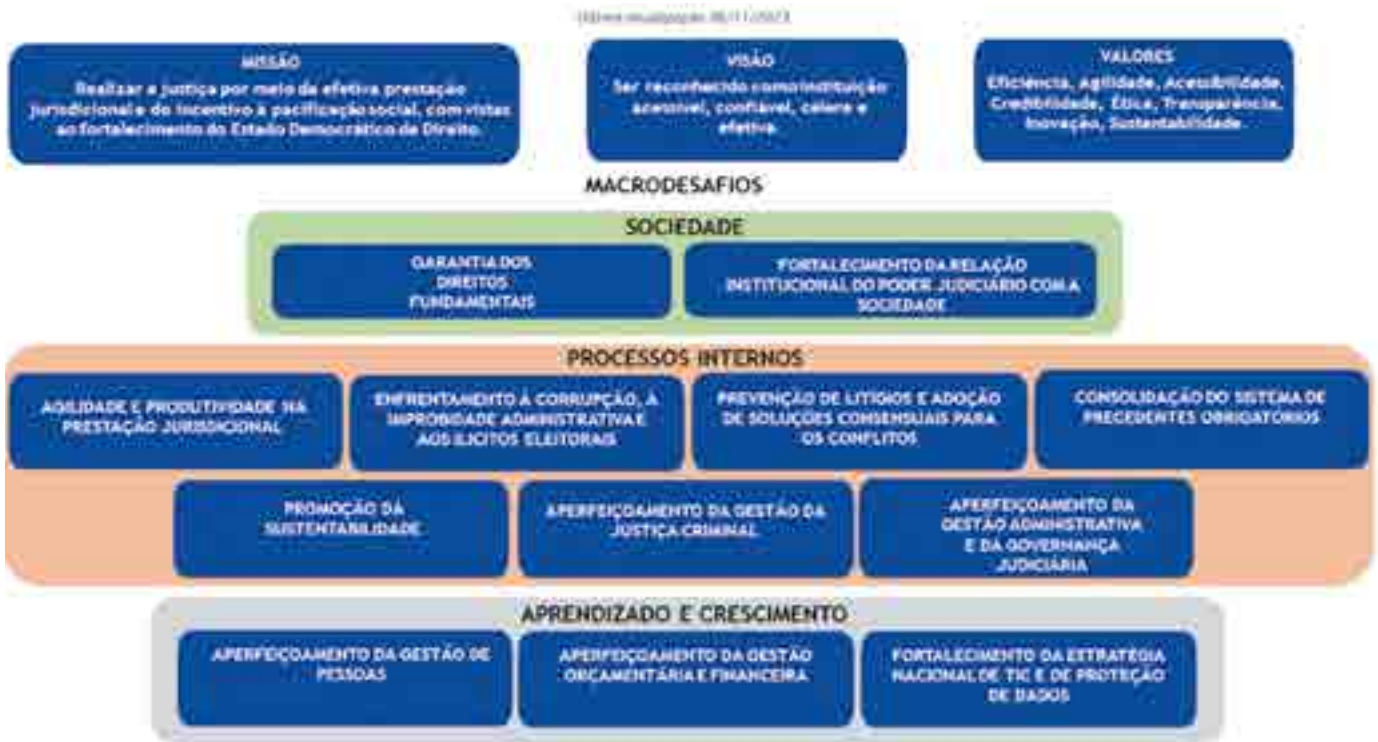 Última atualização
MISSÃO
Realizar a justiça por meio da efetiva prestação
jurisdicional e do incentivo à pacificação social, com vistas
ao fortalecimento do Estado Democrático de Direito.
VISÃO
Ser reconhecido como instituição
acessível, confiável, célere e
efetiva.
VALORES
Eficiência, Agilidade, Acessibilidade,
Credibilidade, Ética, Transparência,
Inovação, Sustentabilidade
MACRODESAFIOS
SOCIEDADE
GARANTIA DOS
DIREITOS
FUNDAMENTAIS
FORTALECIMENTO DA RELAÇÃO
INSTITUCIONAL DO PODER JUDICIÁRIO COM A
SOCIEDADE
PROCESSOS INTERNOS
AGILIDADE E PRODUTIVIDADE NA
PRESTAÇÃO JURISDICIONAL
ENFRENTAMENTO À CORRUPÇÃO, À
IMPROBIDADE ADMINISTRATIVA E
AOS ILÍCITOS ELEITORAIS
PREVENÇÃO DE LITÍGIOS E ADOÇÃO
DE SOLUÇÕES CONSENSUAIS PARA
OS CONFLITOS
CONSOLIDAÇÃO DO SISTEMA DE
PRECEDENTES OBRIGATÓRIOS
PROMOÇÃO DA
SUSTENTABILIDADE
APERFEIÇOAMENTO DA GESTÃO DA
JUSTIÇA CRIMINAL
APERFEIÇOAMENTO DA
GESTÃO ADMINISTRATIVA
E DA GOVERNANÇA
JUDICIÁRIA
APRENDIZADO E CRESCIMENTO
APERFEIÇOAMENTO DA GESTÃO DE
PESSOAS
APERFEIÇOAMENTO DA GESTÃO
ORÇAMENTÁRIA E FINANCEIRA
FORTALECIMENTO DA ESTRATÉGIA
NACIONAL DE TIC E DE PROTEÇÃO
DE DADOS